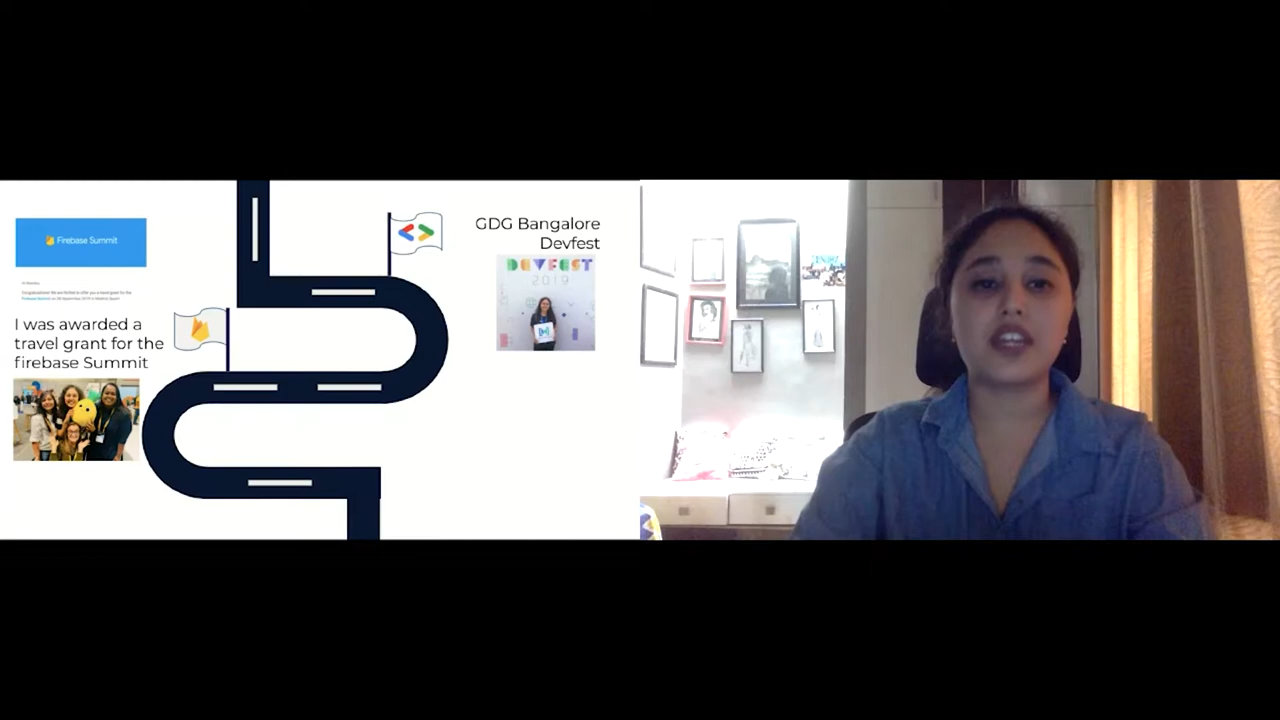 Firebase Summit
I was awarded a
travel grant for the
firebase Summit
GDG Bangalore
Devfest
DEVFEST
2019